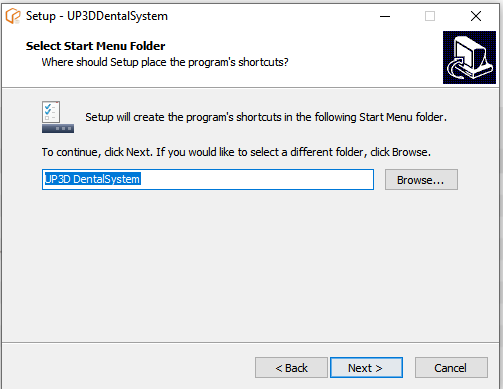 Setup - UP3DDentalSystem
Select Start Menu Folder
Where should Setup place the program's shortcuts?
Setup will create the program's shortcuts in the following Start Menu folder.
To continue, click Next. If you would like to select a different folder, click Browse.
UP3D DentalSystem
Browse...
< Back
Next >
Cancel